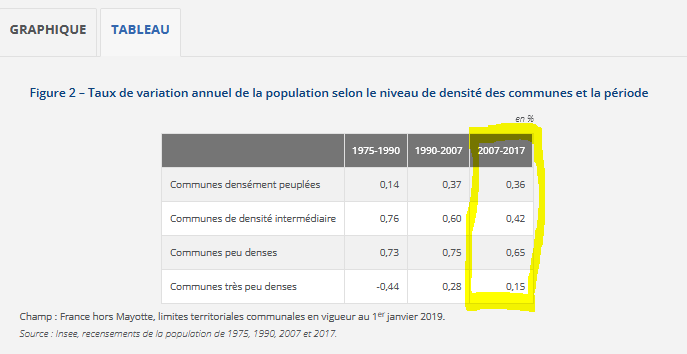 GRAPHIQUE TABLEAU
Figure 2 – Taux de variation annuel de la population selon le niveau de densité des communes et la période
en %
1975-1990 1990-2007 2007-2017
Communes densément peuplées 0,14 0,37 0,36
Communes de densité intermédiaire 0,76 0,60 0,42
Communes peu denses 0,73 0,75 0,65
Communes très peu denses -0,44 0,28 0,15
Champ : France hors Mayotte, limites territoriales communales en vigueur au 1er janvier 2019.
Source : Insee, recensements de la population de 1975, 1990, 2007 et 2017.